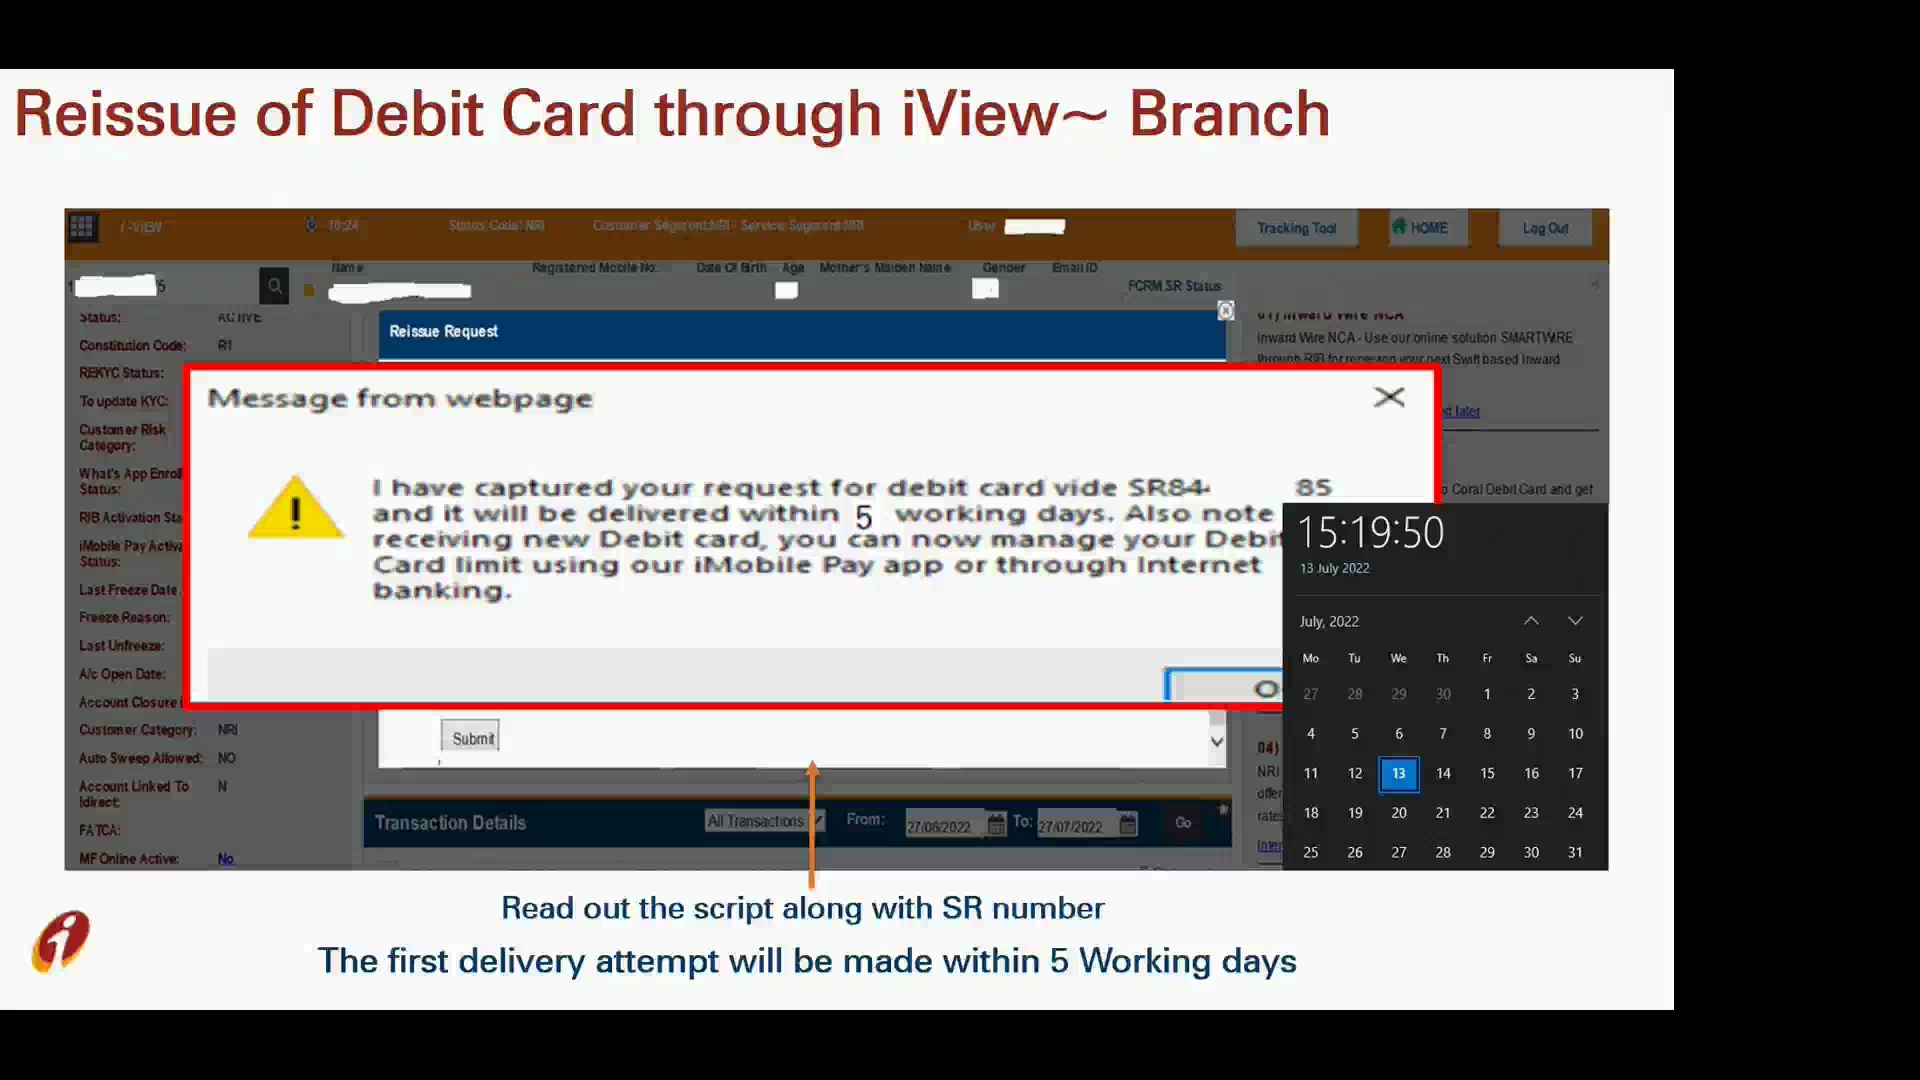 Reissue of Debit Card through iView~ Branch
i-VIEW 10:24 Status Code: NRI Customer Segment:NRI - Service Segment:NRI User Tracking Tool HOME Log Out
Name Registered Mobile No. Date Of Birth Age Mother's Maiden Name Gender Email ID
FCRM SR Status
Status: ACTIVE
Reissue Request
Inward Wire NCA - Use our online solution SMARTWIRE
Constitution Code: R1
through RIB for receiving your next Swift based Inward
REKYC Status:
To update KYC:
later
Customer Risk
Category:
What's App Enrol
Status:
RIB Activation Sta
iMobile Pay Activa
Status:
Last Freeze Date
Freeze Reason:
Last Unfreeze:
A/c Open Date:
Account Closure
Customer Category: NRI
Auto Sweep Allowed: NO
Account Linked To N
Idirect:
FATCA:
MF Online Active: No
Message from webpage
I have captured your request for debit card vide SR84 85
and it will be delivered within 5 working days. Also note
receiving new Debit card, you can now manage your Debit
Card limit using our iMobile Pay app or through Internet
banking.
O
Submit
Coral Debit Card and get
15:19:50
13 July 2022
July, 2022
Mo Tu We Th Fr Sa Su
27 28 29 30 1 2 3
4 5 6 7 8 9 10
11 12 13 14 15 16 17
18 19 20 21 22 23 24
25 26 27 28 29 30 31
04)
NRI
offer
rates
Inter
Transaction Details All Transactions From: 27/06/2022 To: 27/07/2022 Go
Read out the script along with SR number
The first delivery attempt will be made within 5 Working days